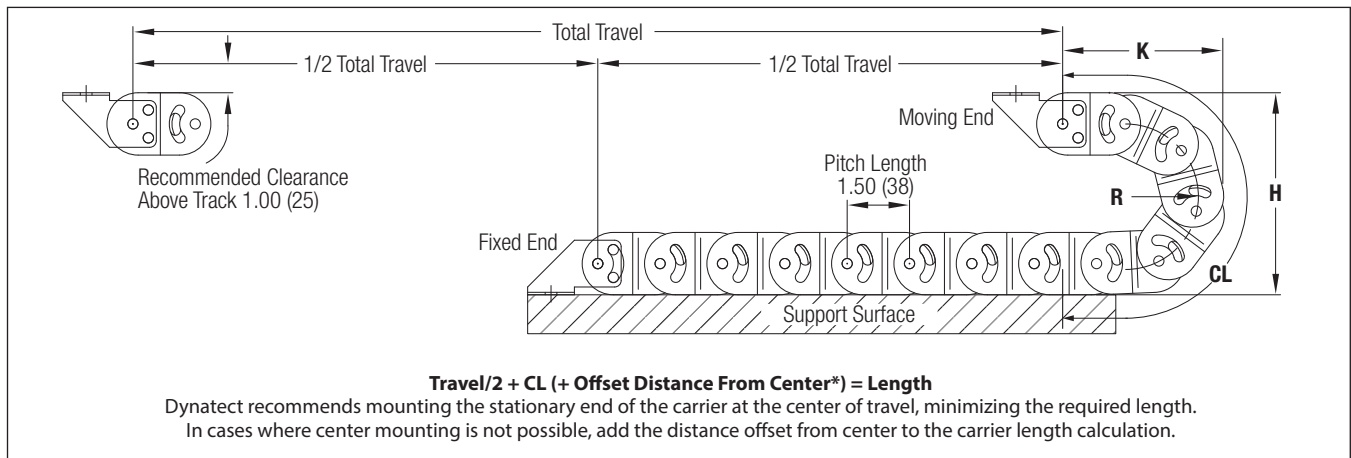 Total Travel
K
1/2 Total Travel
1/2 Total Travel
Moving End
Recommended Clearance
Above Track 1.00 (25)
Pitch Length
1.50 (38)
R
H
Fixed End
CL
Support Surface
Travel/2 + CL (+ Offset Distance From Center*) = Length
Dynatect recommends mounting the stationary end of the carrier at the center of travel, minimizing the required length.
In cases where center mounting is not possible, add the distance offset from center to the carrier length calculation.